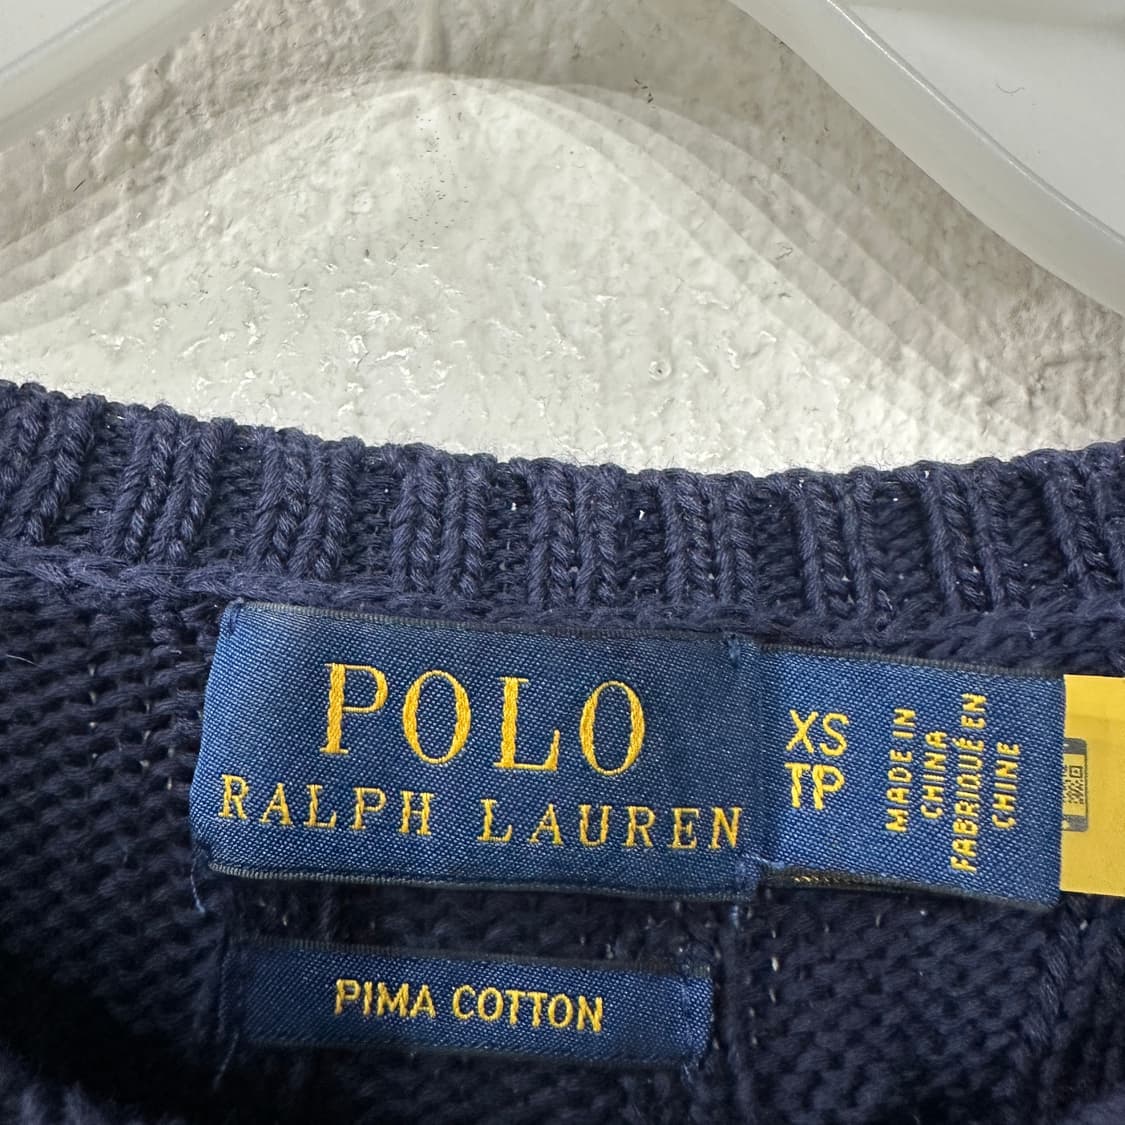 POLO
RALPH LAUREN
XS
TP
MADE IN
CHINA
FABRIQUÉ EN
CHINE
PIMA COTTON